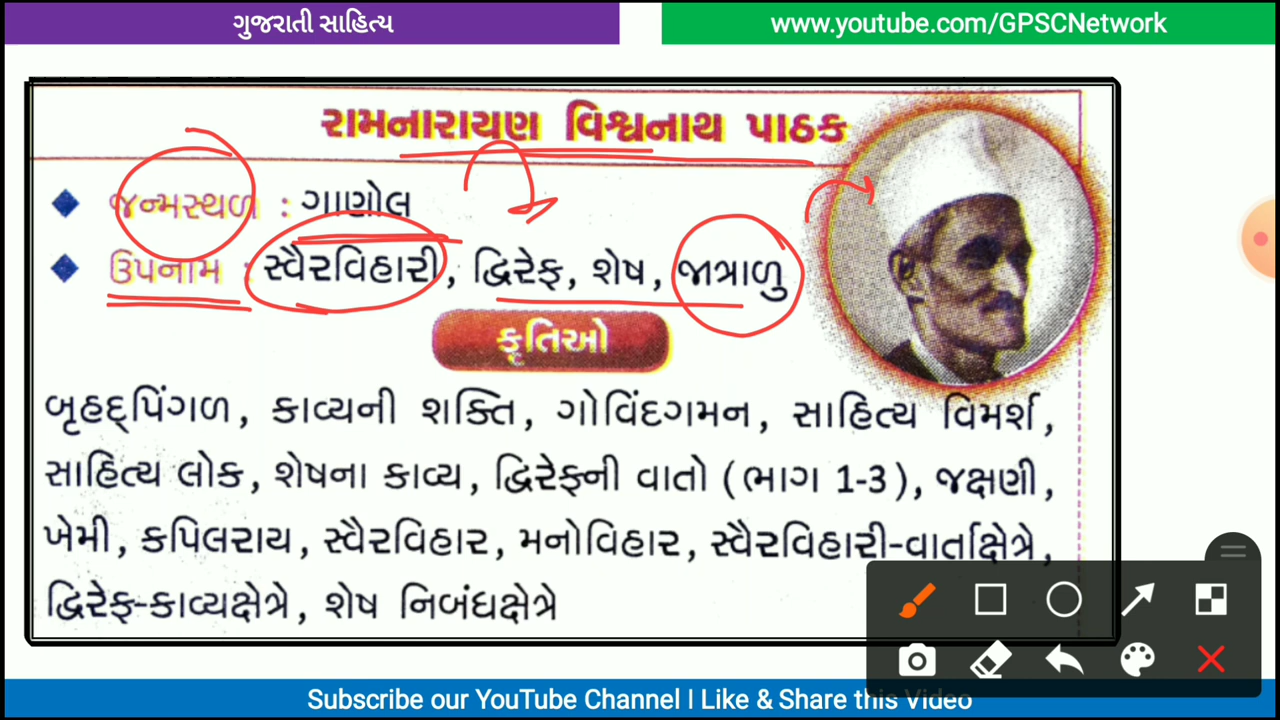 ગુજરાતી સાહિત્ય
www.youtube.com/GPSCNetwork
રામનારાયણ વિશ્વનાથ પાઠક
જન્મસ્થળ : ગાણોલ
ઉપનામ : સ્વૈરવિહારી, દ્વિરેફ, શેષ, જાત્રાળુ
કૃતિઓ
બૃહદ્પિંગળ, કાવ્યની શક્તિ, ગોવિંદગમન, સાહિત્ય વિમર્શ,
સાહિત્ય લોક, શેષના કાવ્ય, દ્વિરેફની વાતો (ભાગ 1-3), જક્ષણી,
ખેમી, કપિલરાય, સ્વૈરવિહાર, મનોવિહાર, સ્વૈરવિહારી-વાર્તાક્ષેત્રે,
દ્વિરેફ-કાવ્યક્ષેત્રે, શેષ નિબંધક્ષેત્રે
Subscribe our YouTube Channel I Like & Share this Video